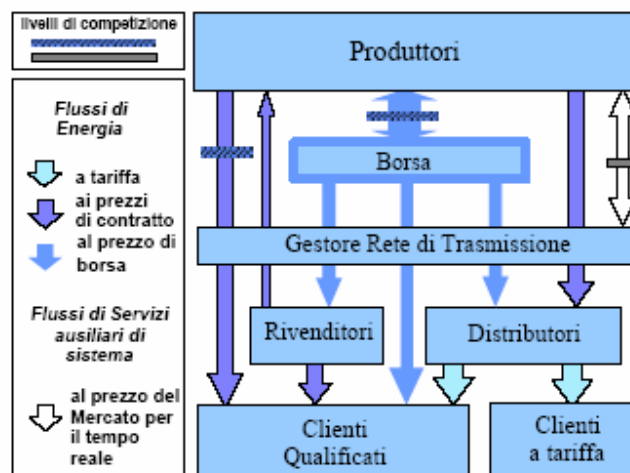 livelli di competizione
Flussi di
Energia
a tariffa
ai prezzi
di contratto
al prezzo di
borsa
Flussi di Servizi
ausiliari di
sistema
al prezzo del
Mercato per
il tempo
reale
Produttori
Borsa
Gestore Rete di Trasmissione
Rivenditori
Distributori
Clienti
Qualificati
Clienti
a tariffa